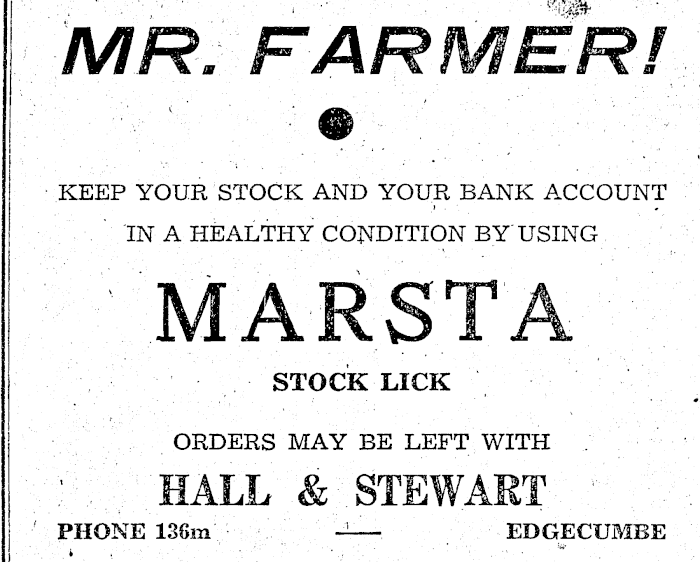 MR. FARMER!
KEEP YOUR STOCK AND YOUR BANK ACCOUNT
IN A HEALTHY CONDITION BY USING
MARSTA
STOCK LICK
ORDERS MAY BE LEFT WITH
HALL & STEWART
PHONE 136m — EDGECUMBE